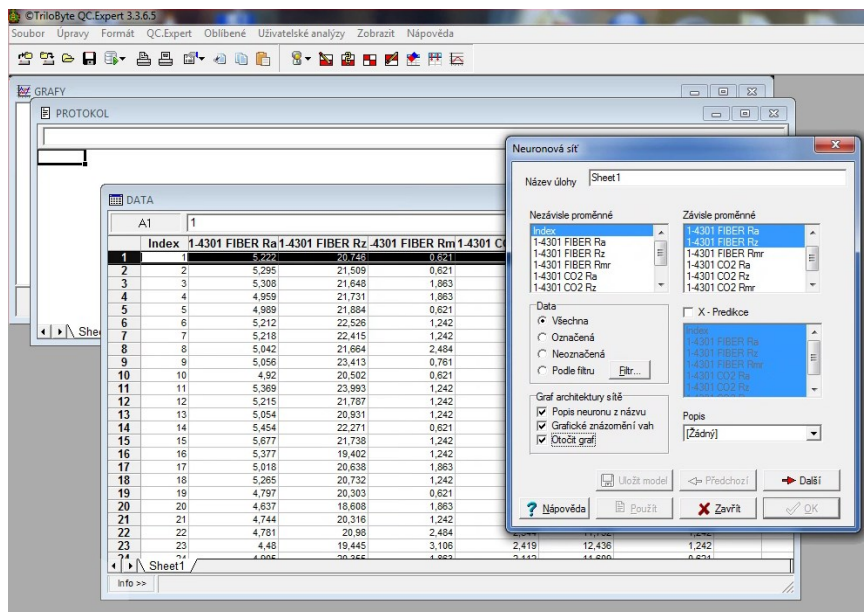 ©TriloByte QC.Expert 3.3.6.5
Soubor Úpravy Formát QC.Expert Oblíbené Uživatelské analýzy Zobrazit Nápověda
GRAFY
PROTOKOL
DATA
A1 1
Index 1-4301 FIBER Ra 1-4301 FIBER Rz -4301 FIBER Rm 1-4301 CO
1 1 5,222 20,746 0,621
2 2 5,295 21,509 0,621
3 3 5,308 21,648 1,863
4 4 4,959 21,731 1,863
5 5 4,989 21,884 0,621
6 6 5,212 22,526 1,242
7 7 5,218 22,415 1,242
8 8 5,042 21,664 2,484
9 9 5,056 23,413 0,761
10 10 4,92 20,502 0,621
11 11 5,369 23,993 1,242
12 12 5,215 21,787 1,242
13 13 5,054 20,931 1,242
14 14 5,454 22,271 0,621
15 15 5,677 21,738 1,242
16 16 5,377 19,402 1,242
17 17 5,018 20,638 1,863
18 18 5,265 20,732 1,242
19 19 4,797 20,303 0,621
20 20 4,637 18,608 1,863
21 21 4,744 20,316 1,242
22 22 4,781 20,98 2,484
23 23 4,48 19,445 3,106 2,419 12,436 1,242
Shee
Sheet1
Info >>
Neuronová síť
Název úlohy Sheet1
Nezávisle proměnné
Index
1-4301 FIBER Ra
1-4301 FIBER Rz
1-4301 FIBER Rmr
1-4301 CO2 Ra
1-4301 CO2 Rz
Závisle proměnné
1-4301 FIBER Ra
1-4301 FIBER Rz
1-4301 FIBER Rmr
1-4301 CO2 Ra
1-4301 CO2 Rz
1-4301 CO2 Rmr
Data
Všechna
Označená
Neoznačená
Podle filtru Filtr...
X - Predikce
Index
1-4301 FIBER Ra
1-4301 FIBER Rz
1-4301 FIBER Rmr
1-4301 CO2 Ra
1-4301 CO2 Rz
Graf architektury sítě
Popis neuronu z názvu
Grafické znázornění vah
Otočit graf
Popis
[Žádný]
Uložit model Předchozí Další
Nápověda Použít Zavřít OK